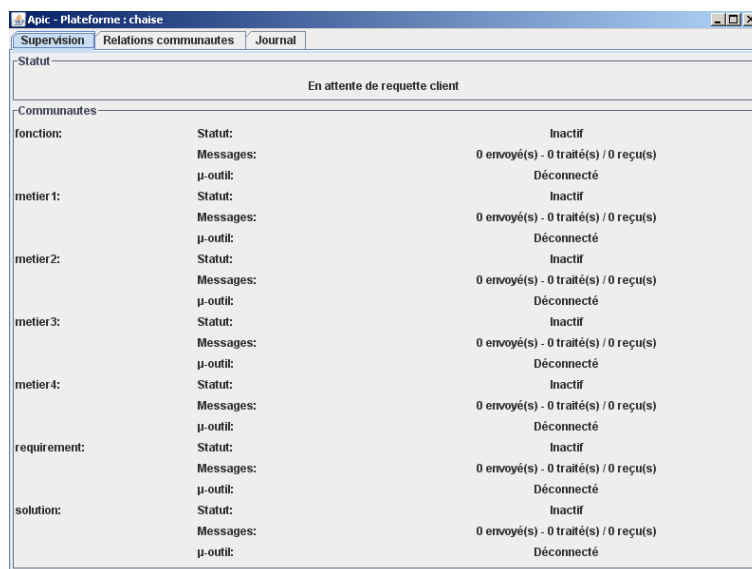 Apic - Plateforme : chaise
Supervision Relations communautes Journal
Statut
En attente de requette client
Communautes
fonction: Statut: Inactif
Messages: 0 envoyé(s) - 0 traité(s) / 0 reçu(s)
µ-outil: Déconnecté
metier1: Statut: Inactif
Messages: 0 envoyé(s) - 0 traité(s) / 0 reçu(s)
µ-outil: Déconnecté
metier2: Statut: Inactif
Messages: 0 envoyé(s) - 0 traité(s) / 0 reçu(s)
µ-outil: Déconnecté
metier3: Statut: Inactif
Messages: 0 envoyé(s) - 0 traité(s) / 0 reçu(s)
µ-outil: Déconnecté
metier4: Statut: Inactif
Messages: 0 envoyé(s) - 0 traité(s) / 0 reçu(s)
µ-outil: Déconnecté
requirement: Statut: Inactif
Messages: 0 envoyé(s) - 0 traité(s) / 0 reçu(s)
µ-outil: Déconnecté
solution: Statut: Inactif
Messages: 0 envoyé(s) - 0 traité(s) / 0 reçu(s)
µ-outil: Déconnecté